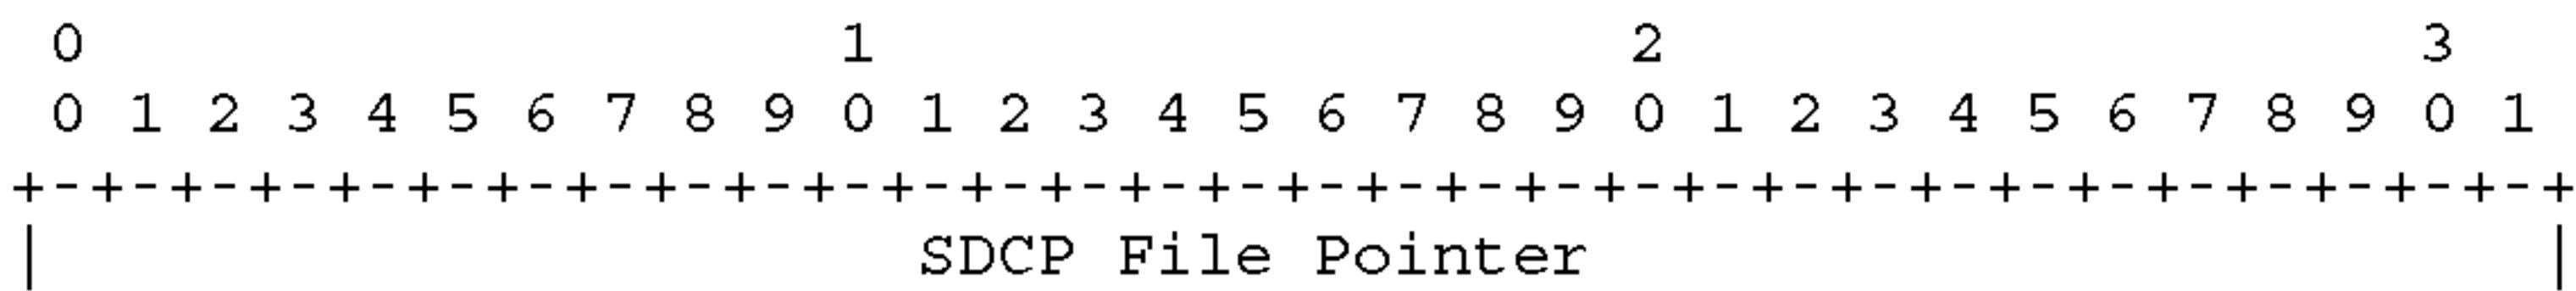 0                   1                   2                   3
0 1 2 3 4 5 6 7 8 9 0 1 2 3 4 5 6 7 8 9 0 1 2 3 4 5 6 7 8 9 0 1
+-+-+-+-+-+-+-+-+-+-+-+-+-+-+-+-+-+-+-+-+-+-+-+-+-+-+-+-+-+-+-+-+
|                      SDCP File Pointer                        |